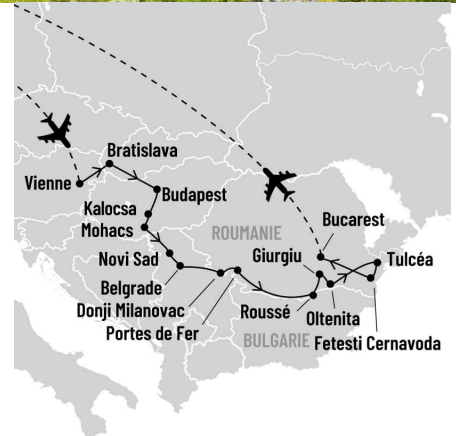 Bratislava
Vienne
Budapest
Kalocsa
Mohacs
ROUMANIE
Bucarest
Novi Sad
Giurgiu
Tulcéa
Belgrade
Donji Milanovac
Portes de Fer
Roussé
Oltenita
BULGARIE
Fetesti Cernavoda